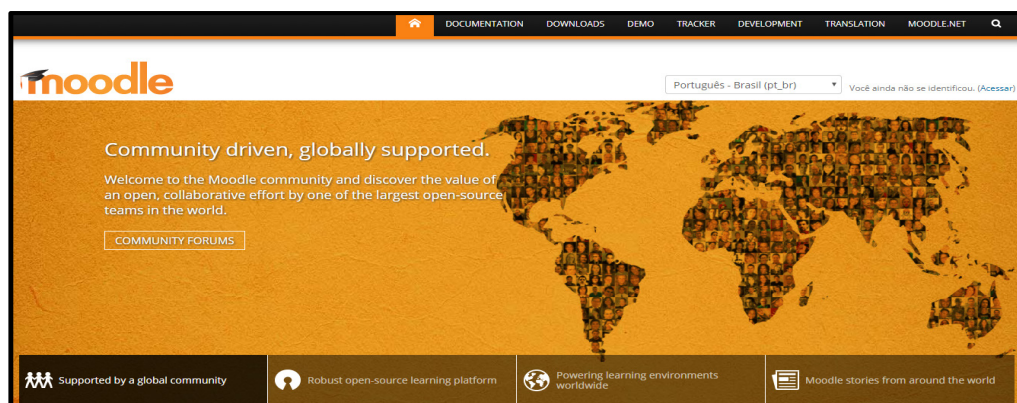 DOCUMENTATION DOWNLOADS DEMO TRACKER DEVELOPMENT TRANSLATION MOODLE.NET
moodle
Português - Brasil (pt_br)
Você ainda não se identificou. (Acessar)
Community driven, globally supported.
Welcome to the Moodle community and discover the value of
an open, collaborative effort by one of the largest open-source
teams in the world.
COMMUNITY FORUMS
Supported by a global community
Robust open-source learning platform
Powering learning environments
worldwide
Moodle stories from around the world